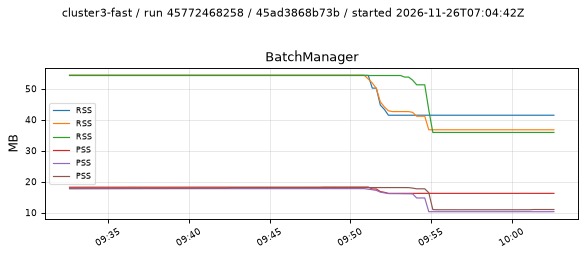 cluster3-fast / run 45772468258 / 45ad3868b73b / started 2026-11-26T07:04:42Z
BatchManager
MB
50
40
30
20
10
RSS
RSS
RSS
PSS
PSS
PSS
09:35
09:40
09:45
09:50
09:55
10:00